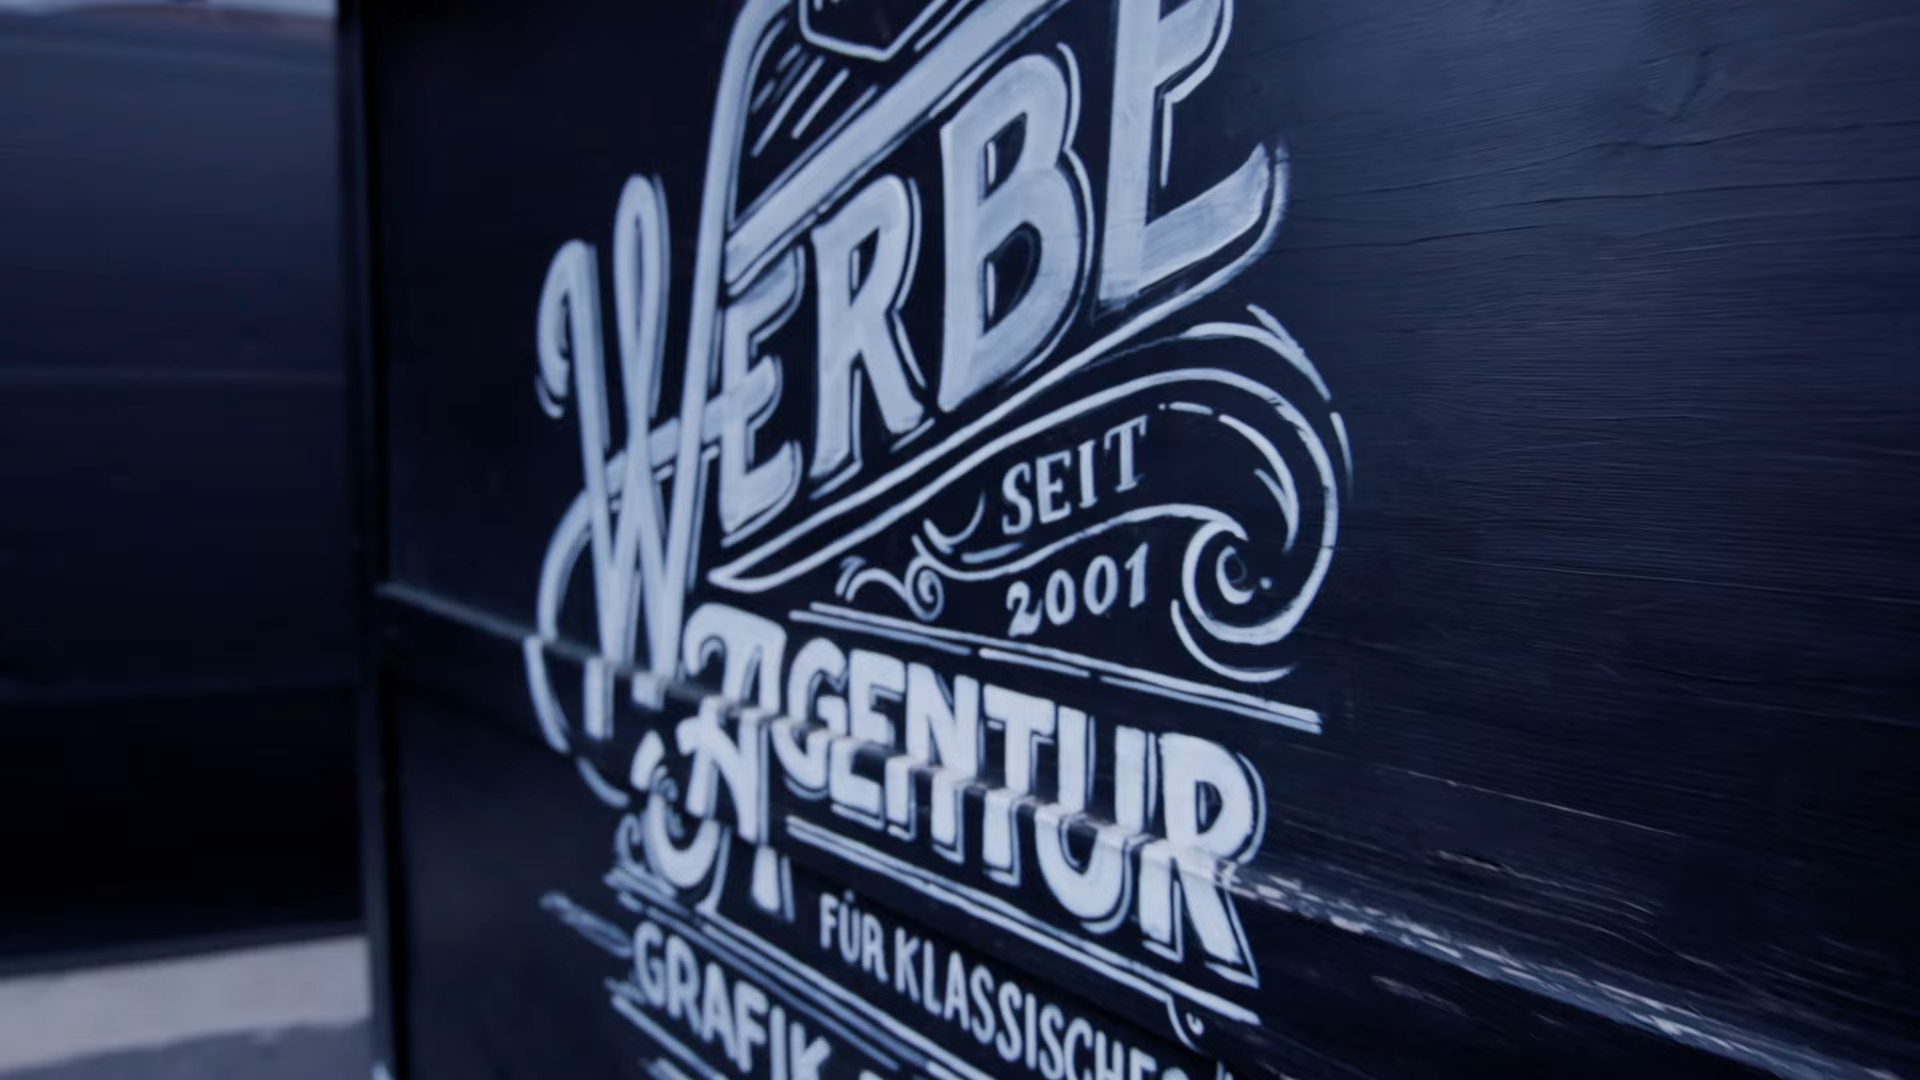 WERBE
SEIT
2001
AGENTUR
FÜR KLASSISCHES
GRAFIK